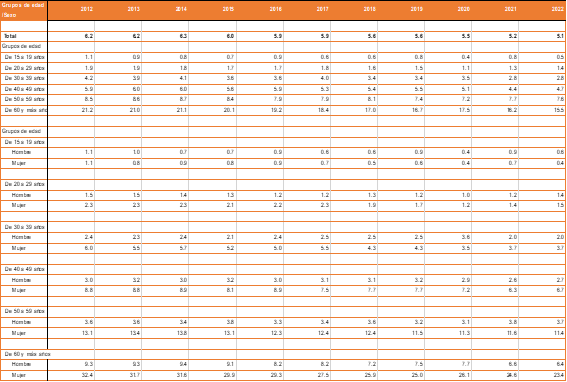 Grupos de edad /Sexo 2012 2013 2014 2015 2016 2017 2018 2019 2020 2021 2022
Total 6.2 6.2 6.3 6.0 5.9 5.9 5.6 5.6 5.5 5.2 5.1
Grupos de edad
De 15 a 19 años 1.1 0.9 0.8 0.7 0.9 0.6 0.6 0.8 0.4 0.8 0.5
De 20 a 29 años 1.9 1.9 1.8 1.7 1.7 1.8 1.6 1.5 1.1 1.3 1.4
De 30 a 39 años 4.2 3.9 4.1 3.6 3.6 4.0 3.4 3.4 3.5 2.8 2.8
De 40 a 49 años 5.9 6.0 6.0 5.6 5.9 5.3 5.4 5.5 5.1 4.4 4.7
De 50 a 59 años 8.5 8.6 8.7 8.4 7.9 7.9 8.1 7.4 7.2 7.7 7.6
De 60 y más año 21.2 21.0 21.1 20.1 19.2 18.4 17.0 16.7 17.5 16.2 15.5
Grupos de edad
De 15 a 19 años
Hombre 1.1 1.0 0.7 0.7 0.9 0.6 0.6 0.9 0.4 0.9 0.6
Mujer 1.1 0.8 0.9 0.8 0.9 0.7 0.5 0.6 0.4 0.7 0.4
De 20 a 29 años
Hombre 1.5 1.5 1.4 1.3 1.2 1.2 1.3 1.2 1.0 1.2 1.4
Mujer 2.3 2.3 2.3 2.1 2.2 2.3 1.9 1.7 1.2 1.4 1.5
De 30 a 39 años
Hombre 2.4 2.3 2.4 2.1 2.4 2.5 2.5 2.5 3.6 2.0 2.0
Mujer 6.0 5.5 5.7 5.2 5.0 5.5 4.3 4.3 3.5 3.7 3.7
De 40 a 49 años
Hombre 3.0 3.2 3.0 3.2 3.0 3.1 3.1 3.2 2.9 2.6 2.7
Mujer 8.8 8.8 8.9 8.1 8.9 7.5 7.7 7.7 7.2 6.3 6.7
De 50 a 59 años
Hombre 3.6 3.6 3.4 3.8 3.3 3.4 3.6 3.2 3.1 3.8 3.7
Mujer 13.1 13.4 13.8 13.1 12.3 12.4 12.4 11.5 11.3 11.6 11.4
De 60 y más años
Hombre 9.3 9.3 9.4 9.1 8.2 8.2 7.2 7.5 7.7 6.6 6.4
Mujer 32.4 31.7 31.6 29.9 29.3 27.5 25.9 25.0 26.1 24.6 23.4